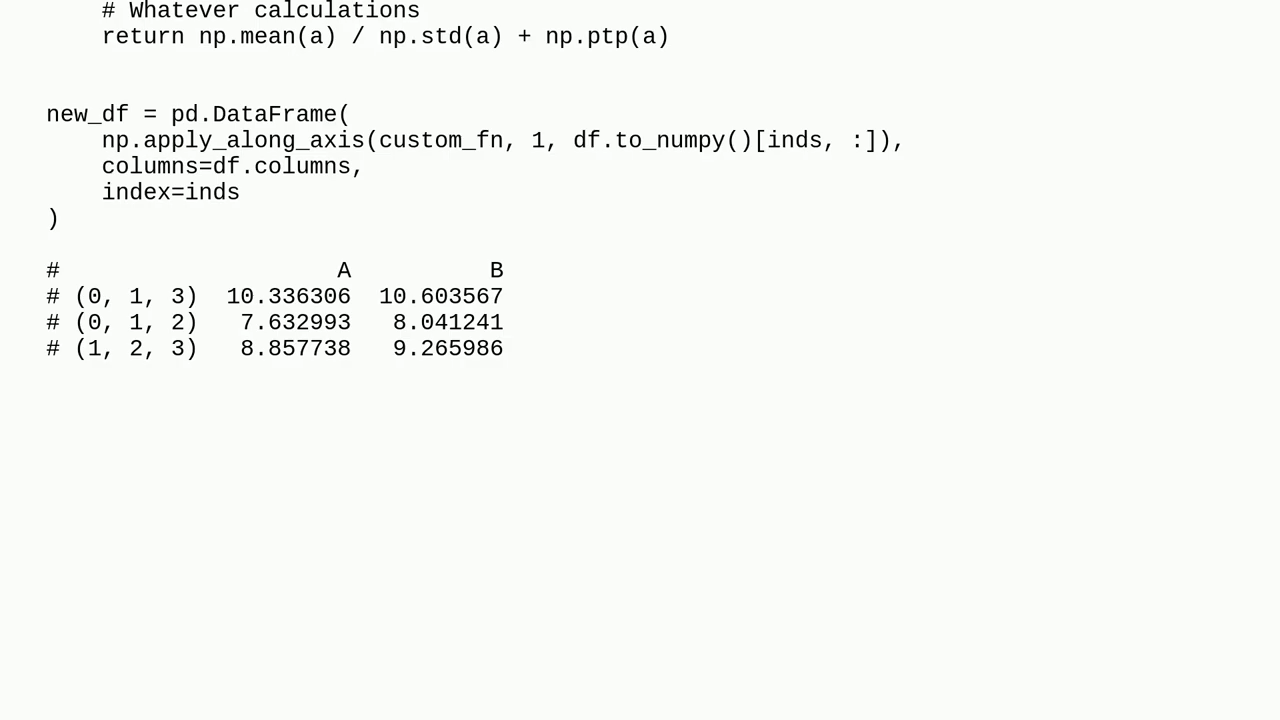 # Whatever calculations
    return np.mean(a) / np.std(a) + np.ptp(a)
new_df = pd.DataFrame(
    np.apply_along_axis(custom_fn, 1, df.to_numpy()[inds, :]),
    columns=df.columns,
    index=inds
)
#                    A          B
# (0, 1, 3)  10.336306  10.603567
# (0, 1, 2)   7.632993   8.041241
# (1, 2, 3)   8.857738   9.265986